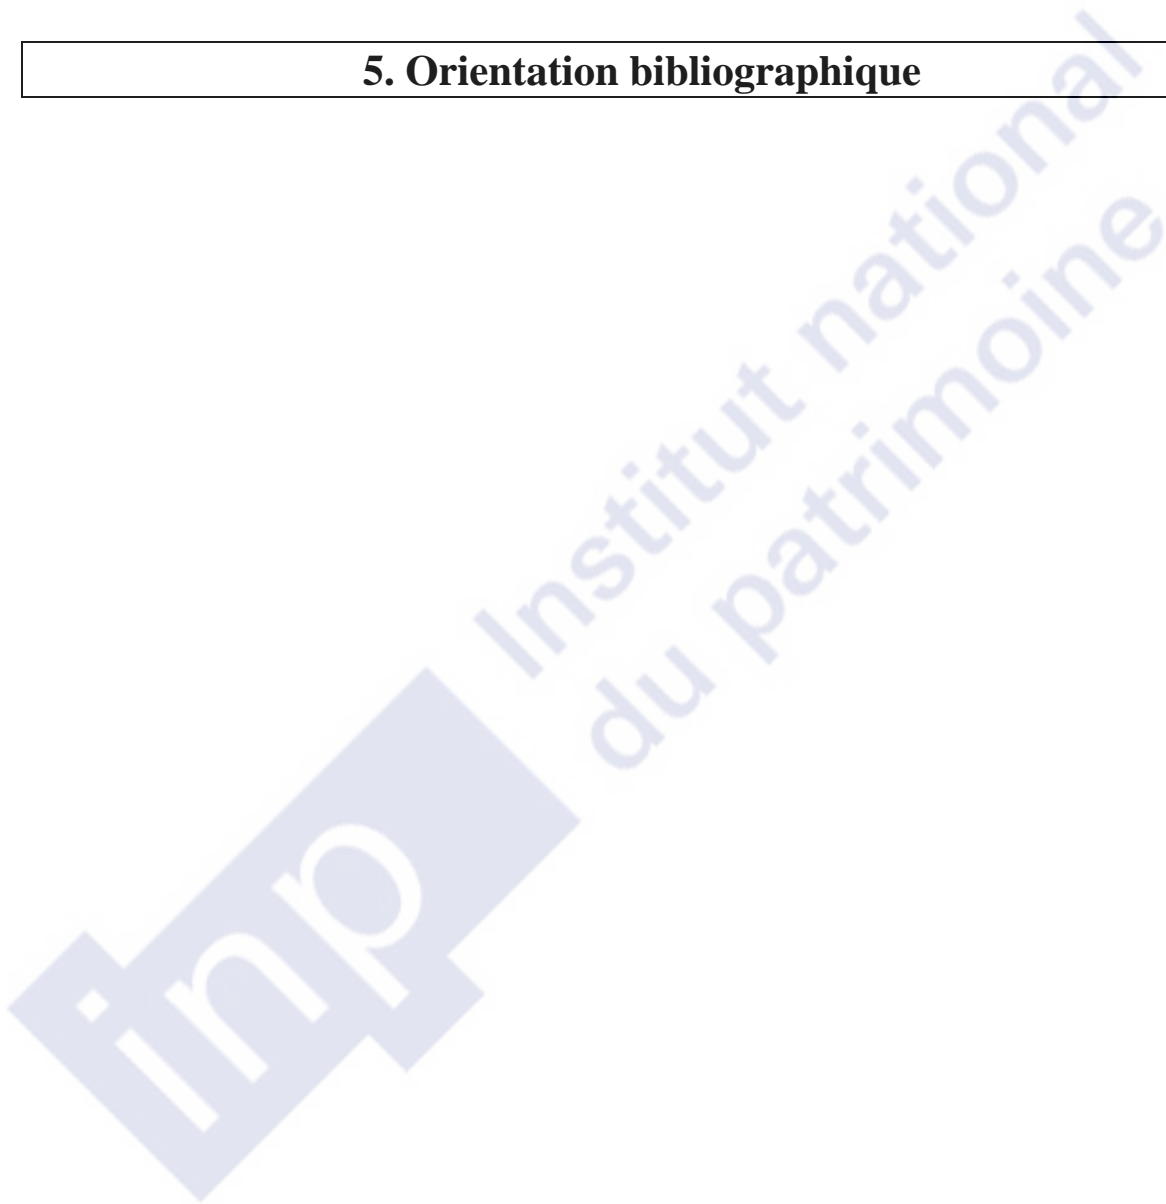 5. Orientation bibliographique
Institut national
du patrimoine
inp